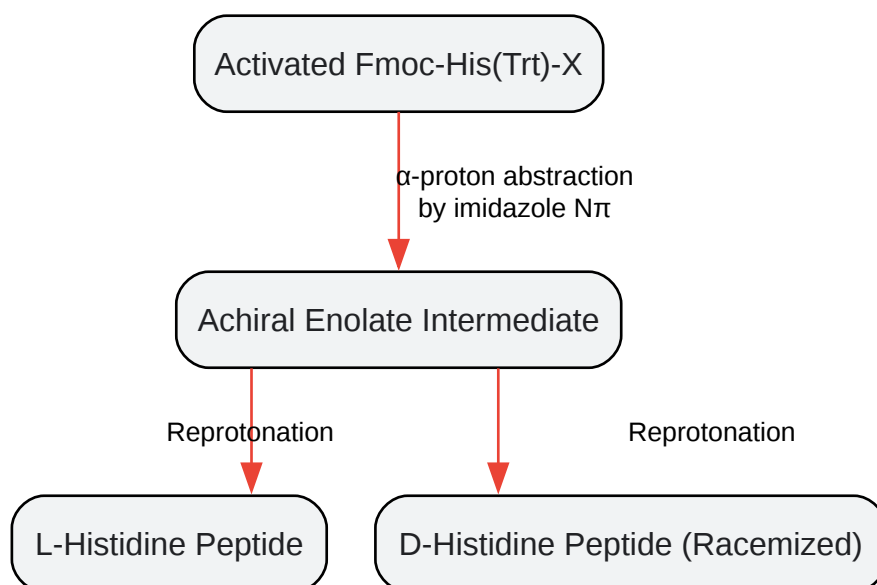 Activated Fmoc-His(Trt)-X
α-proton abstraction
by imidazole Nπ
Achiral Enolate Intermediate
Reprotonation
Reprotonation
L-Histidine Peptide
D-Histidine Peptide (Racemized)